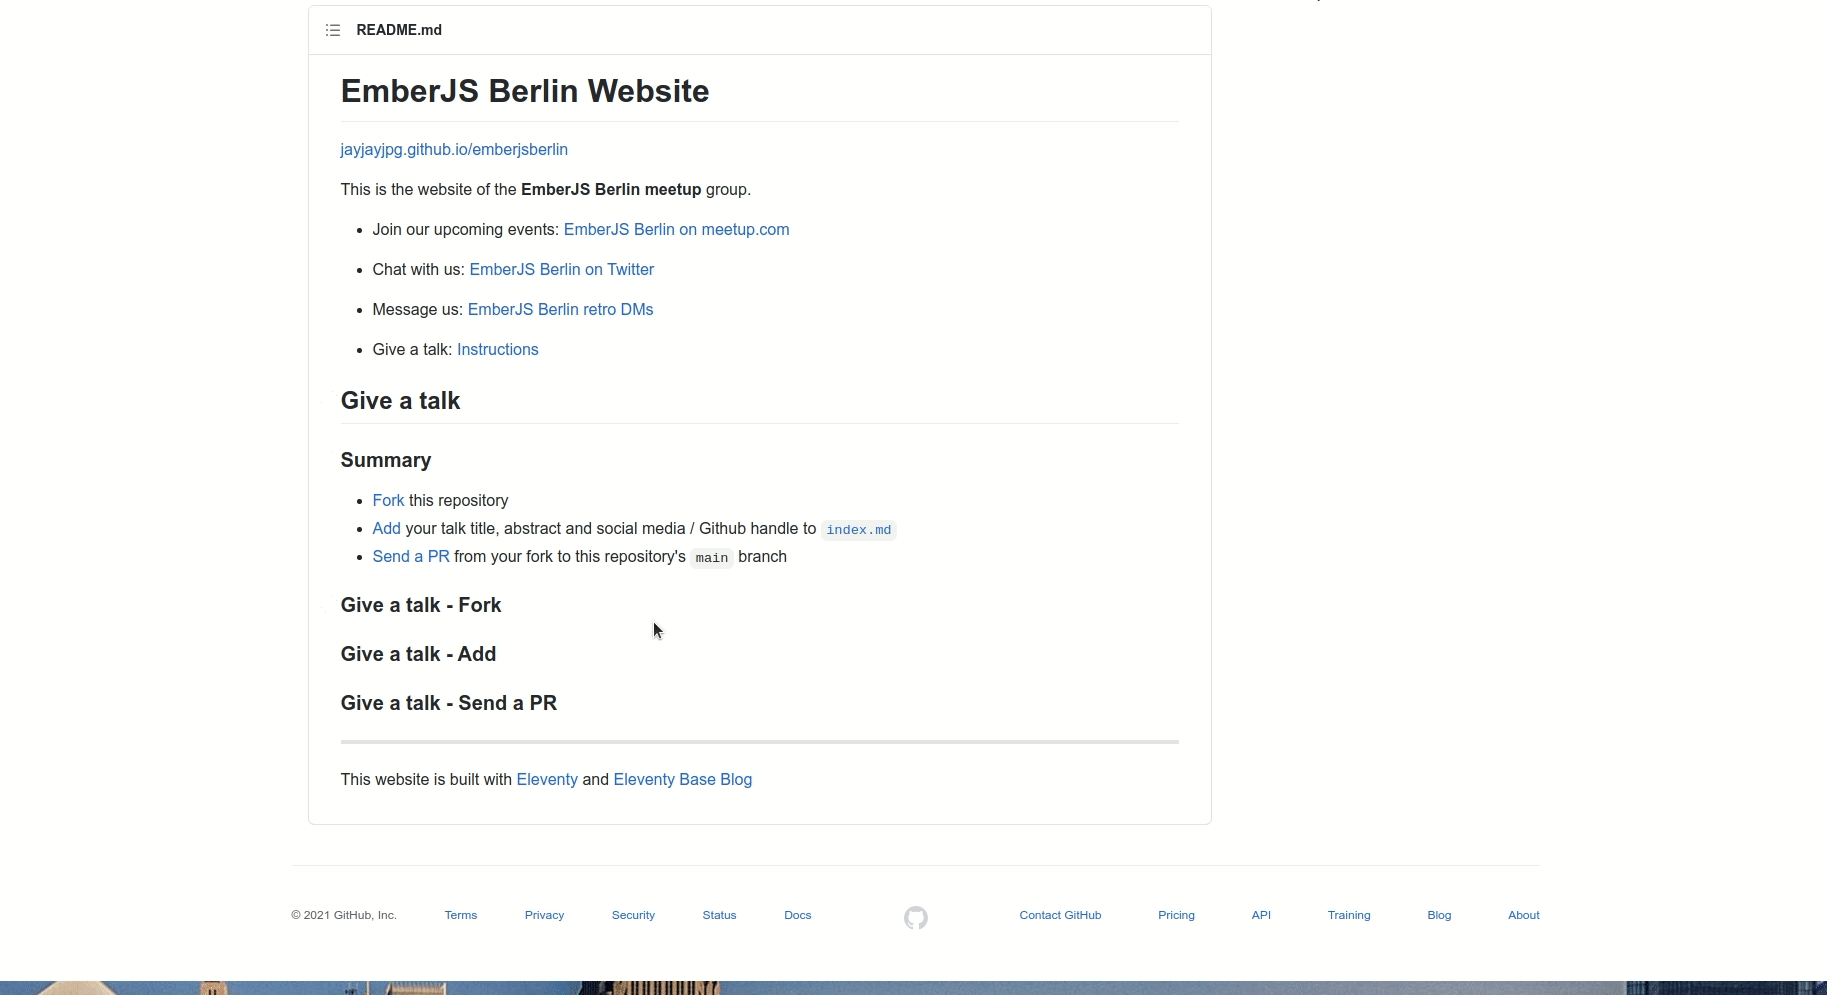 README.md
EmberJS Berlin Website
jayjayjpg.github.io/emberjsberlin
This is the website of the EmberJS Berlin meetup group.
Join our upcoming events: EmberJS Berlin on meetup.com
Chat with us: EmberJS Berlin on Twitter
Message us: EmberJS Berlin retro DMs
Give a talk: Instructions
Give a talk
Summary
Fork this repository
Add your talk title, abstract and social media / Github handle to index.md
Send a PR from your fork to this repository's main branch
Give a talk - Fork
Give a talk - Add
Give a talk - Send a PR
This website is built with Eleventy and Eleventy Base Blog
© 2021 GitHub, Inc. Terms Privacy Security Status Docs Contact GitHub Pricing API Training Blog About